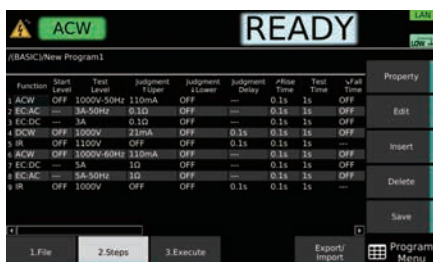 LAN
ACW READY
LOW
/(BASIC)/New Program1
Function Start Level Test Level Judgment ↑Uper Judgment ↓Lower Judgment Delay ↗Rise Time Test Time ↘Fall Time
1 ACW OFF 1000V-50Hz 110mA OFF --- 0.1s 1s OFF
2 EC:AC --- 3A-50Hz 0.1Ω OFF --- 0.1s 1s OFF
3 EC:DC --- 3A 0.1Ω OFF --- 0.1s 1s OFF
4 DCW OFF 1000V 21mA OFF 0.1s 0.1s 1s OFF
5 IR OFF 1100V OFF OFF 0.1s 0.1s 1s ---
6 ACW OFF 1000V-60Hz 110mA OFF --- 0.1s 1s OFF
7 EC:DC --- 5A 1Ω OFF --- 0.1s 1s OFF
8 EC:AC --- 5A-50Hz 1Ω OFF --- 0.1s 1s OFF
9 IR OFF 1000V OFF OFF 0.1s 0.1s 1s ---
Property
Edit
Insert
Delete
Save
1.File 2.Steps 3.Execute Export/ Import Program Menu